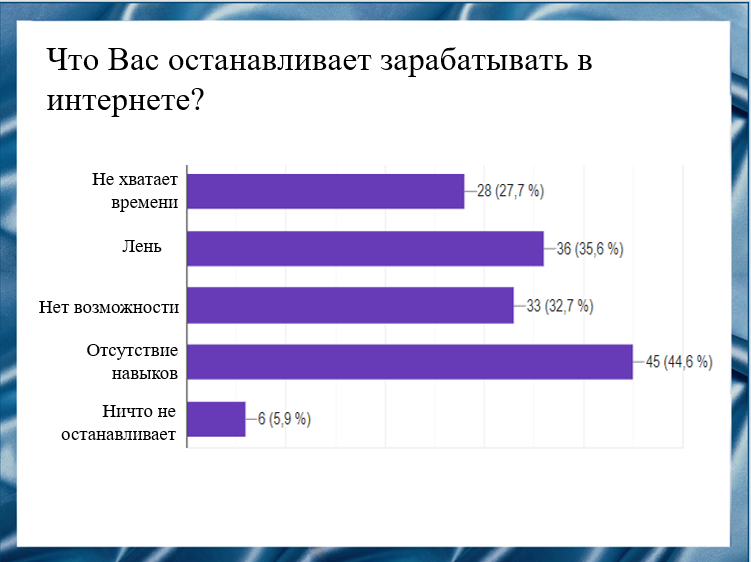 Что Вас останавливает зарабатывать в
интернете?
Не хватает
времени
28 (27,7 %)
Лень
36 (35,6 %)
Нет возможности
33 (32,7 %)
Отсутствие
навыков
45 (44,6 %)
Ничто не
останавливает
6 (5,9 %)